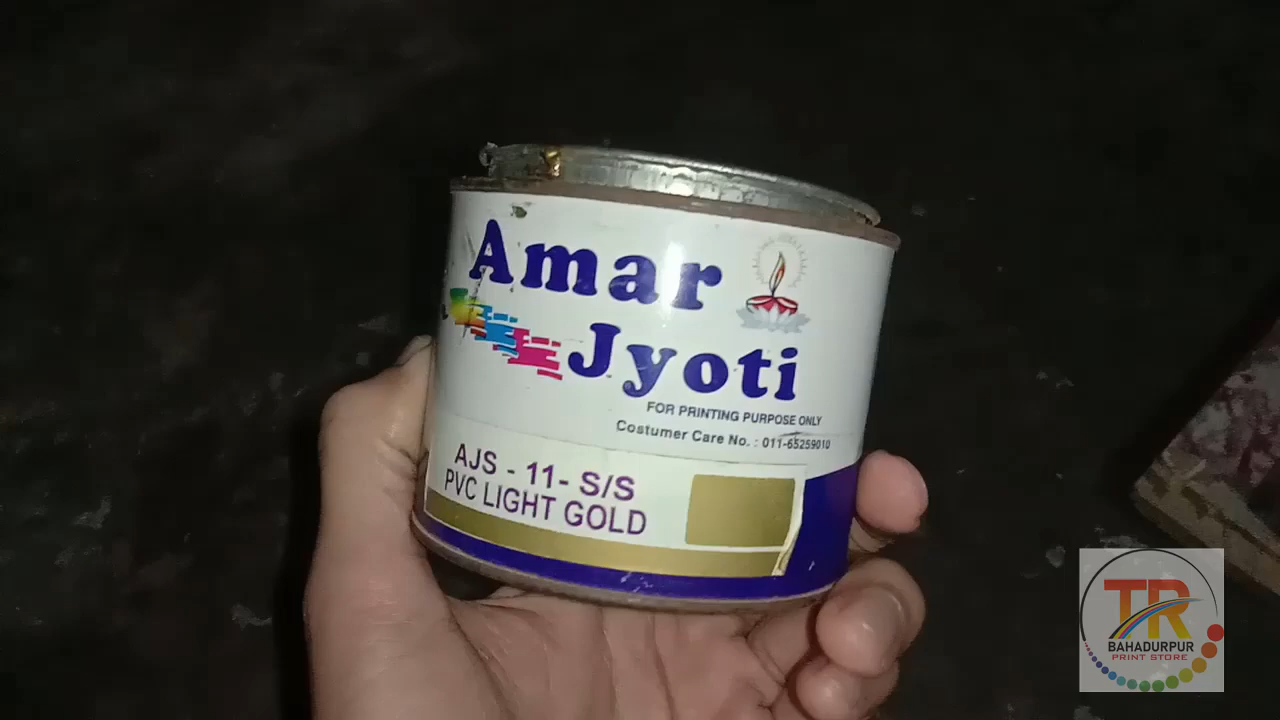 Amar
Jyoti
FOR PRINTING PURPOSE ONLY
Costumer Care No. : 011-65259010
AJS - 11- S/S
PVC LIGHT GOLD
TR
BAHADURPUR
PRINT STORE